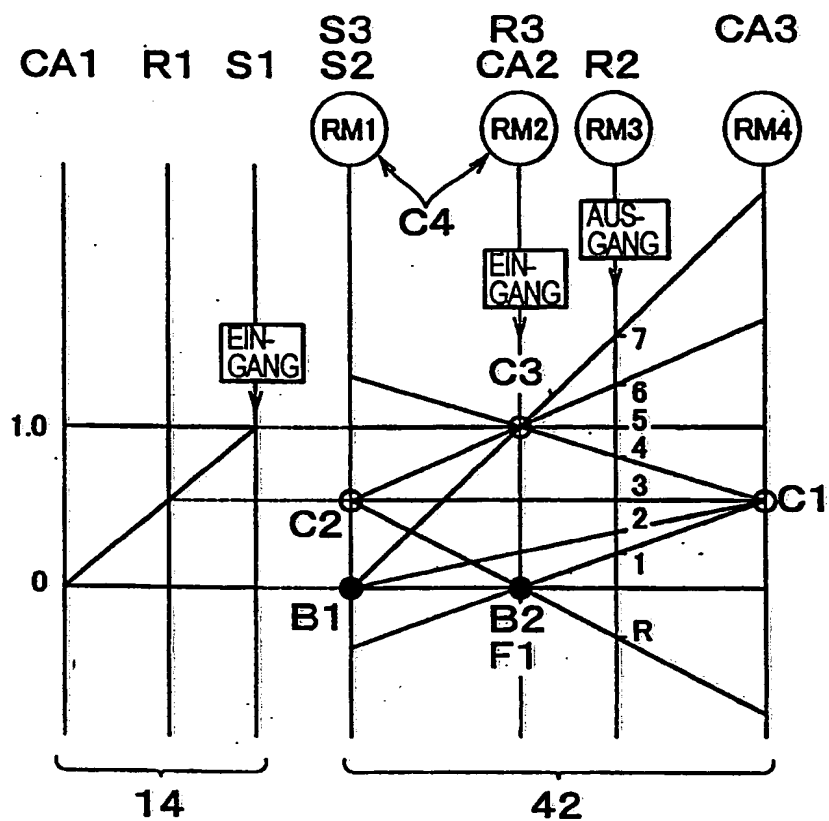 S3 R3 CA3
CA1 R1 S1 S2 CA2 R2
RM1 RM2 RM3 RM4
C4
AUS-
GANG
EIN-
GANG
EIN-
GANG
7
C3
6
1.0
5
4
3
C2
C1
2
1
0
B1
B2
R
F1
14 42